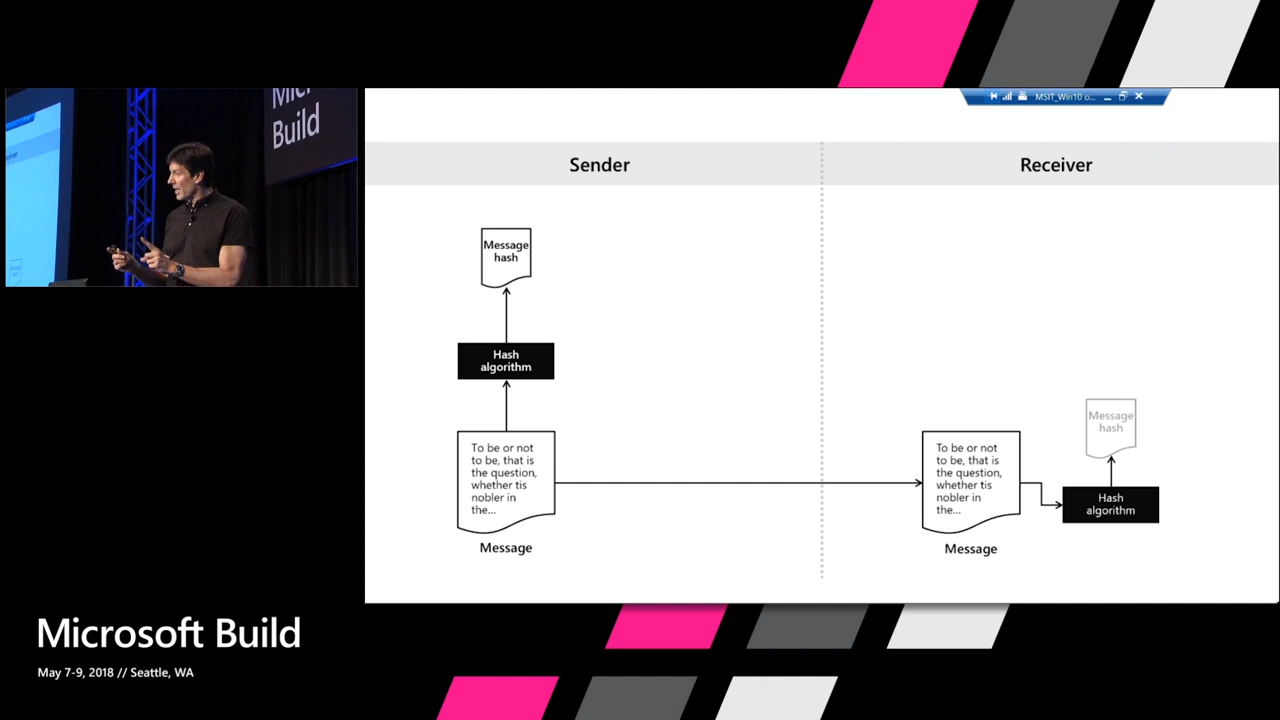 Build
MSIT_Win10 o...
Sender
Receiver
Message
hash
Hash
algorithm
To be or not
to be, that is
the question,
whether tis
nobler in
the...
Message
Message
hash
To be or not
to be, that is
the question,
whether tis
nobler in
the...
Hash
algorithm
Message
Microsoft Build
May 7-9, 2018 // Seattle, WA